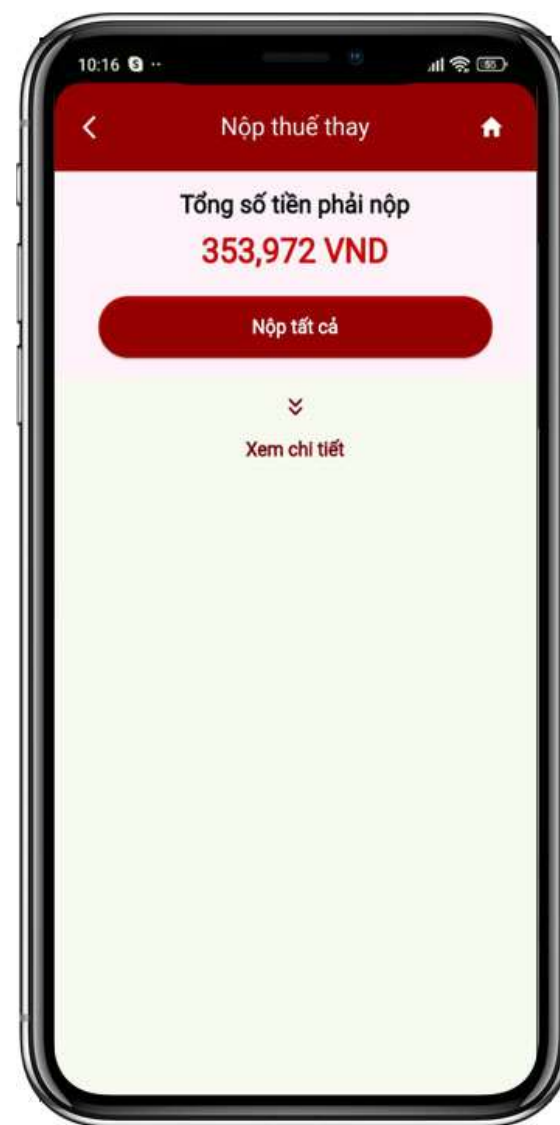 10:16
Nộp thuế thay
Tổng số tiền phải nộp
353,972 VND
Nộp tất cả
Xem chi tiết